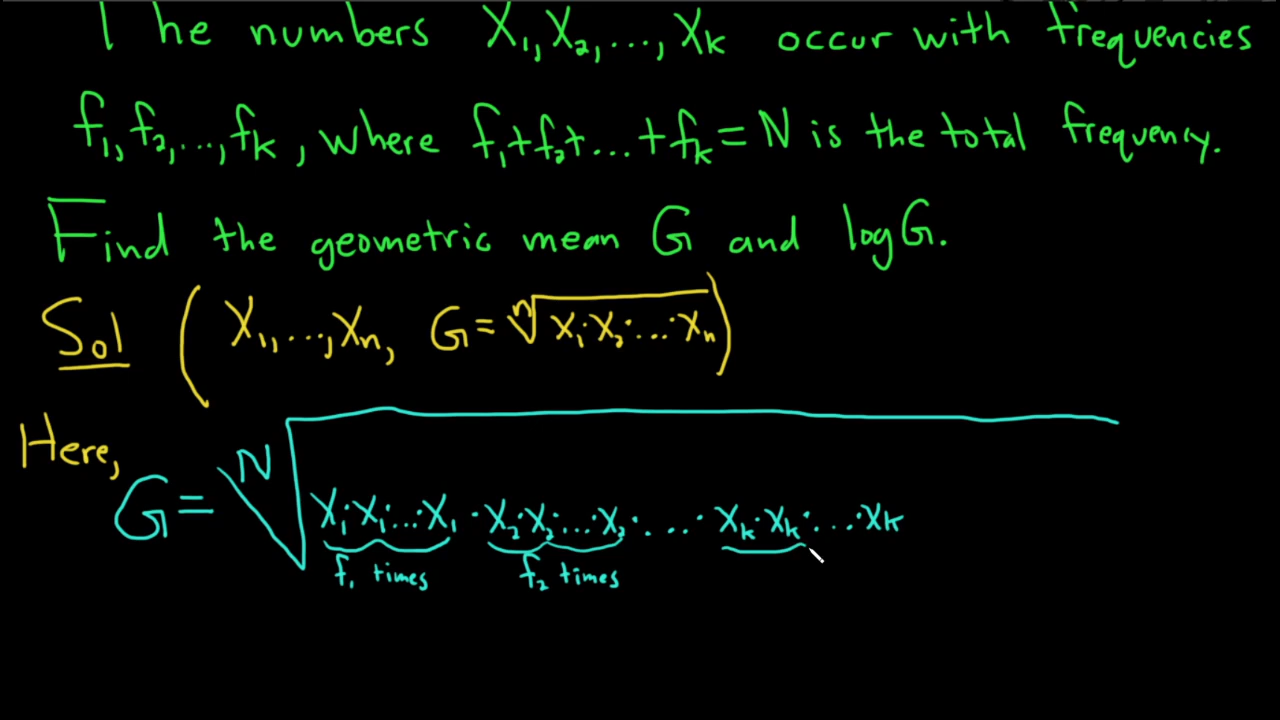 The numbers X₁, X₂, ..., Xₖ occur with frequencies
f₁, f₂, ..., fₖ, where f₁+f₂+...+fₖ = N is the total frequency.
Find the geometric mean G and log G.
Sol ( X₁, ..., Xₙ, G = ⁿ√(X₁·X₂·...·Xₙ) )
Here,
G = ᴺ√(X₁·X₁·...·X₁ · X₂·X₂·...·X₂ · ... · Xₖ·Xₖ·...·Xₖ)
f₁ times f₂ times